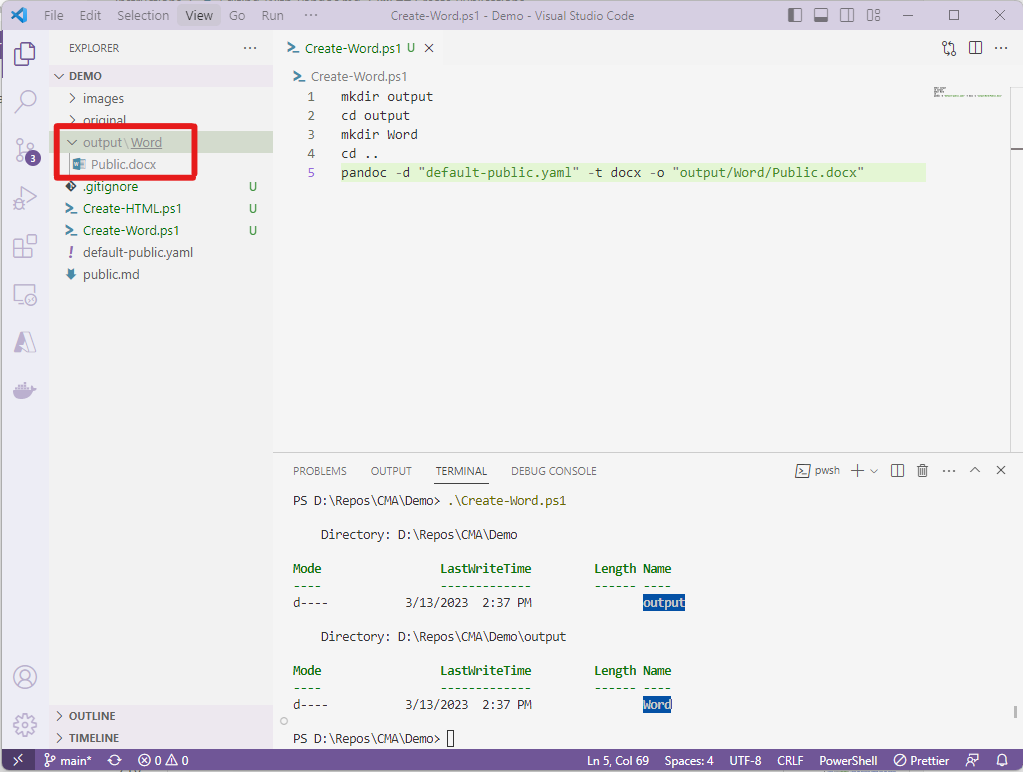 File Edit Selection View Go Run ··· Create-Word.ps1 - Demo - Visual Studio Code
EXPLORER ···
DEMO
images
original
output\Word
Public.docx
.gitignore U
Create-HTML.ps1 U
Create-Word.ps1 U
default-public.yaml
public.md
3
OUTLINE
TIMELINE
Create-Word.ps1 U
Create-Word.ps1
1 mkdir output
2 cd output
3 mkdir Word
4 cd ..
5 pandoc -d "default-public.yaml" -t docx -o "output/Word/Public.docx"
PROBLEMS OUTPUT TERMINAL DEBUG CONSOLE pwsh
PS D:\Repos\CMA\Demo> .\Create-Word.ps1
Directory: D:\Repos\CMA\Demo
Mode LastWriteTime Length Name
---- ------------- ------ ----
d---- 3/13/2023 2:37 PM output
Directory: D:\Repos\CMA\Demo\output
Mode LastWriteTime Length Name
---- ------------- ------ ----
d---- 3/13/2023 2:37 PM Word
PS D:\Repos\CMA\Demo>
main* 0 0 Ln 5, Col 69 Spaces: 4 UTF-8 CRLF PowerShell Prettier